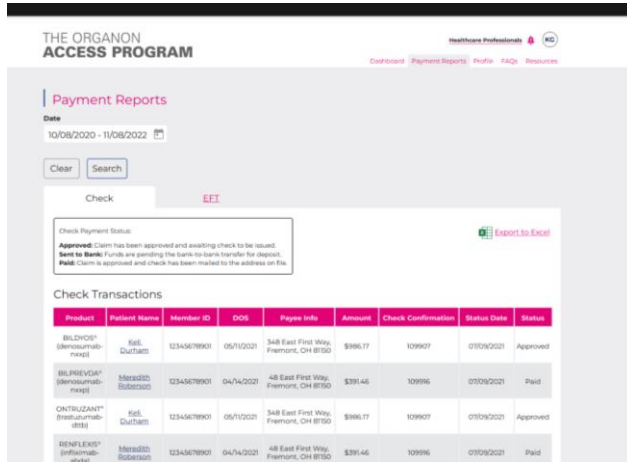 THE ORGANON
ACCESS PROGRAM
Healthcare Professionals
KG
Dashboard Payment Reports Profile FAQs Resources
Payment Reports
Date
10/08/2020 - 11/08/2022
Clear Search
Check EFT
Check Payment Status:
Approved: Claim has been approved and awaiting check to be issued.
Sent to Bank: Funds are pending the bank-to-bank transfer for deposit.
Paid: Claim is approved and check has been mailed to the address on file.
Export to Excel
Check Transactions
Product Patient Name Member ID DOS Payee Info Amount Check Confirmation Status Date Status
BILDYOS®
(denosumab-
nxxp)
Keli
Durham
12345678901 05/11/2021
348 East First Way,
Fremont, OH 81150
$986.17 109907 07/09/2021 Approved
BILPREVDA®
(denosumab-
nxxp)
Meredith
Roberson
12345678901 04/14/2021
48 East First Way,
Fremont, OH 81150
$391.46 109916 07/09/2021 Paid
ONTRUZANT®
(trastuzumab-
dttb)
Keli
Durham
12345678901 05/11/2021
348 East First Way,
Fremont, OH 81150
$986.17 109907 07/09/2021 Approved
RENFLEXIS®
(infliximab-
abda)
Meredith
Roberson
12345678901 04/14/2021
48 East First Way,
Fremont, OH 81150
$391.46 109916 07/09/2021 Paid